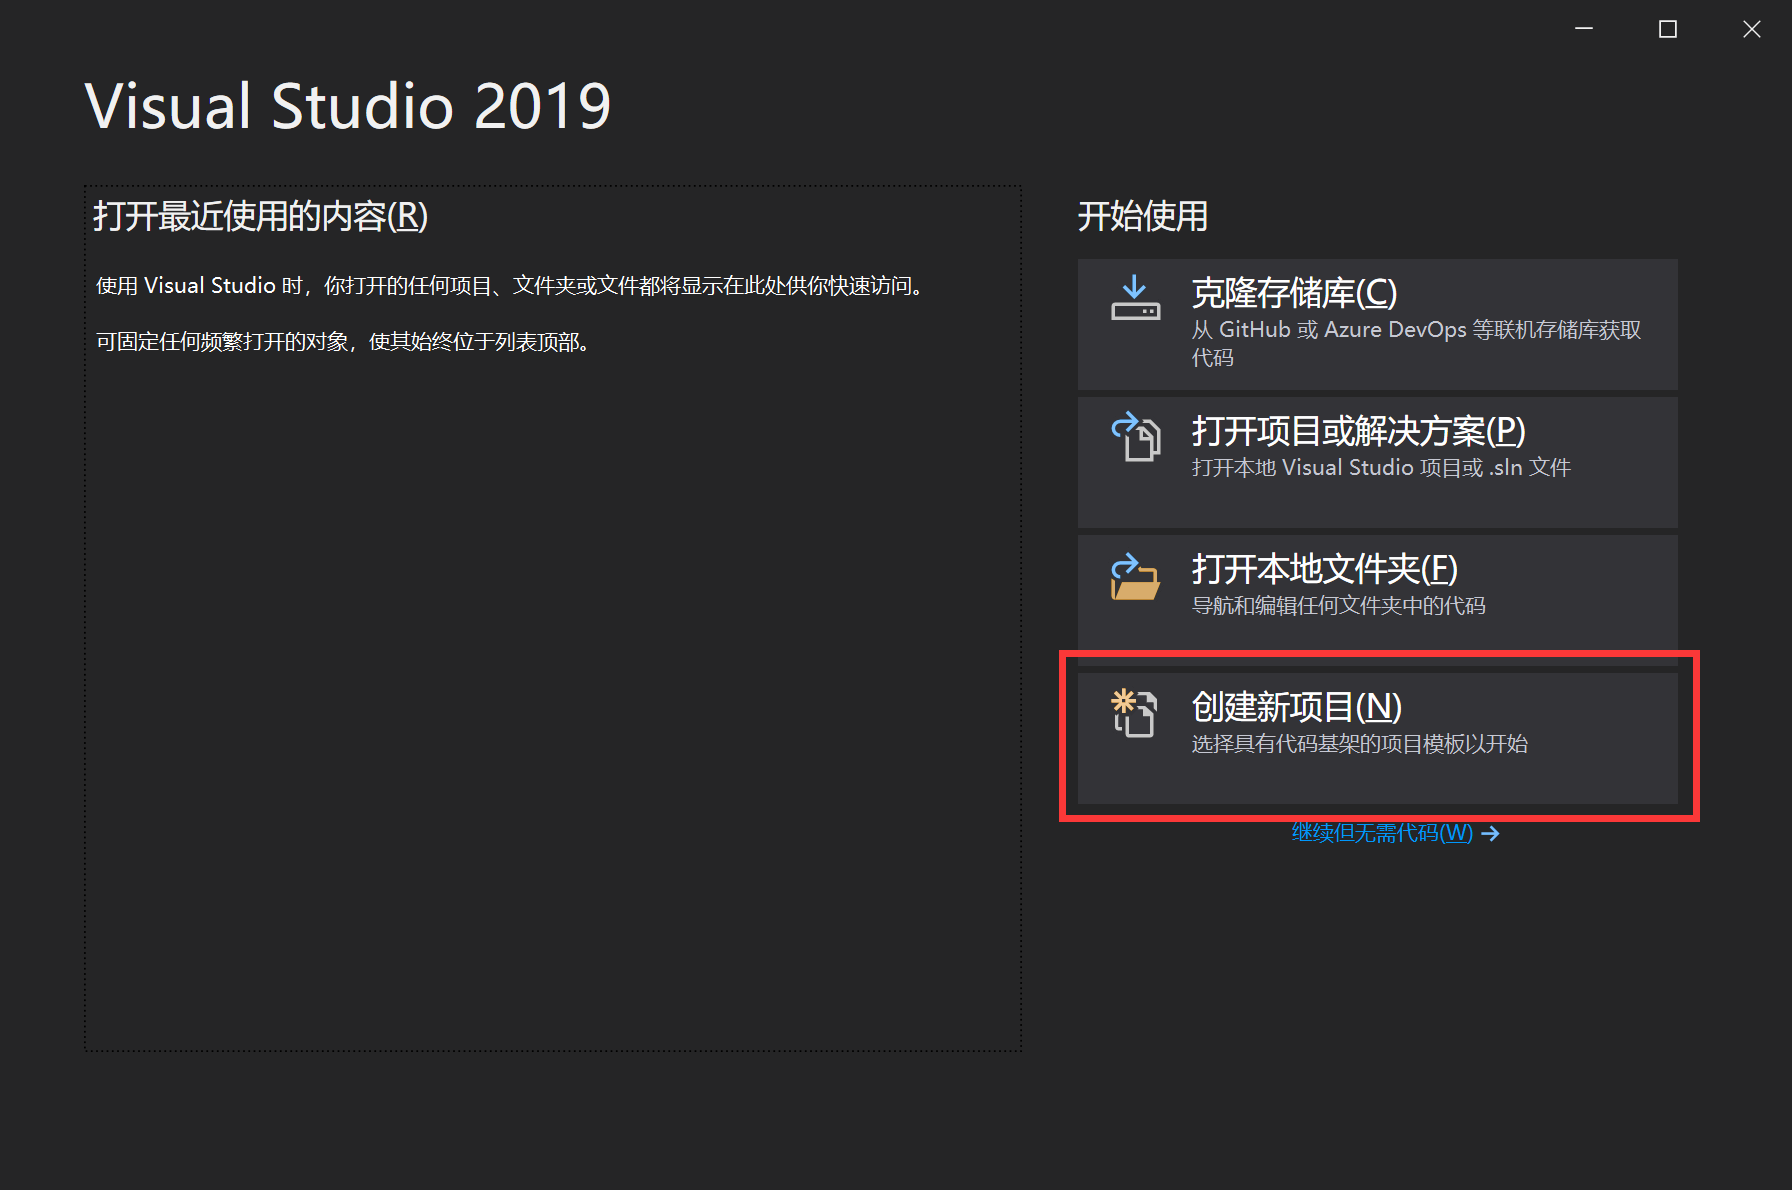 Visual Studio 2019
打开最近使用的内容(R)
使用 Visual Studio 时，你打开的任何项目、文件夹或文件都将显示在此处供你快速访问。
可固定任何频繁打开的对象，使其始终位于列表顶部。
开始使用
克隆存储库(C)
从 GitHub 或 Azure DevOps 等联机存储库获取
代码
打开项目或解决方案(P)
打开本地 Visual Studio 项目或 .sln 文件
打开本地文件夹(F)
导航和编辑任何文件夹中的代码
创建新项目(N)
选择具有代码基架的项目模板以开始
继续但无需代码(W) →